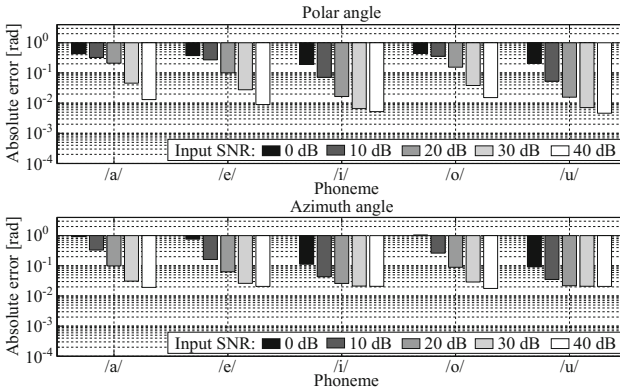 Polar angle
Absolute error [rad]
10^0
10^-1
10^-2
10^-3
10^-4
Input SNR: 0 dB 10 dB 20 dB 30 dB 40 dB
/a/ /e/ /i/ /o/ /u/
Phoneme
Azimuth angle
Absolute error [rad]
10^0
10^-1
10^-2
10^-3
10^-4
Input SNR: 0 dB 10 dB 20 dB 30 dB 40 dB
/a/ /e/ /i/ /o/ /u/
Phoneme